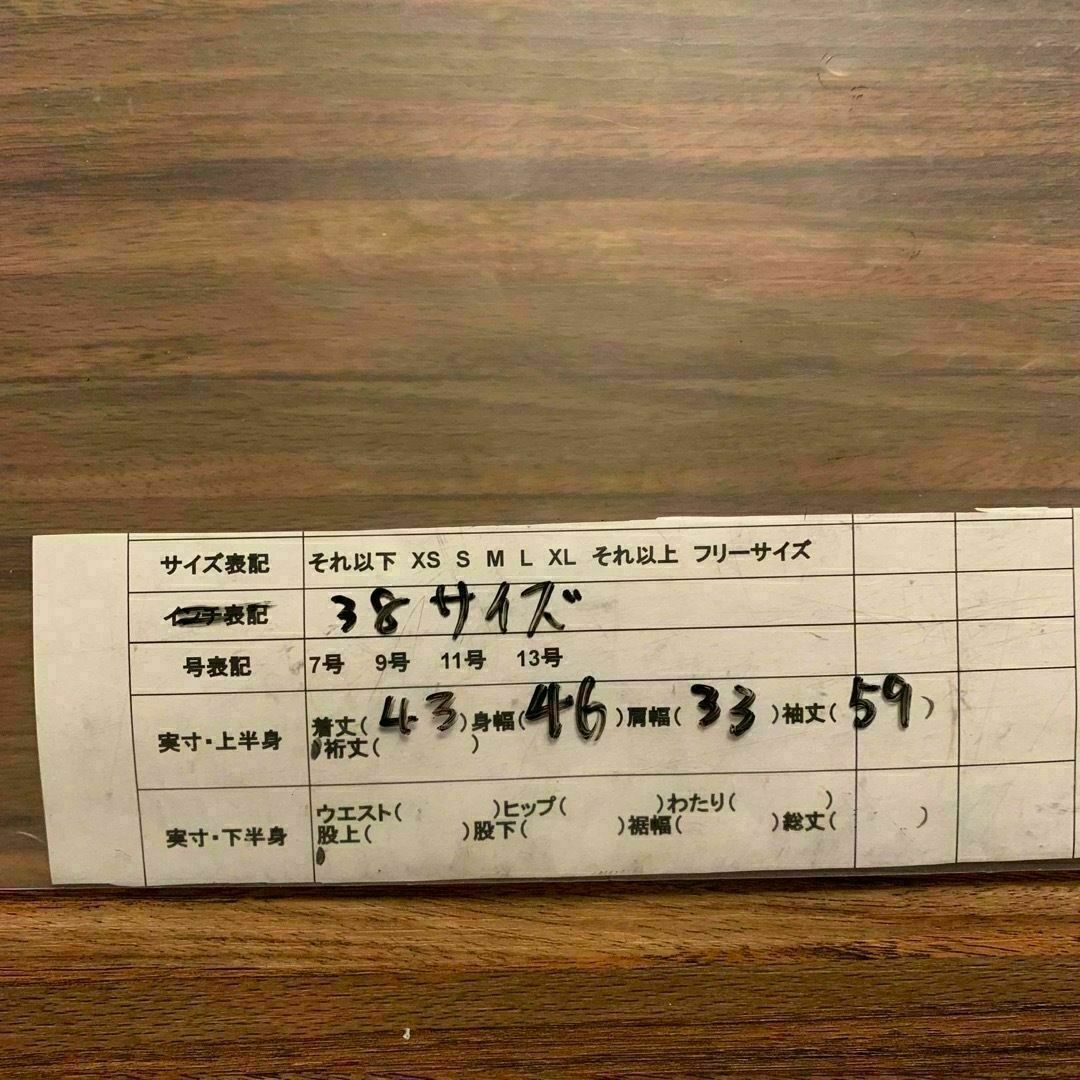 サイズ表記 それ以下 XS S M L XL それ以上 フリーサイズ
表記 38サイズ
号表記 7号 9号 11号 13号
実寸・上半身 着丈( 43 )身幅( 46 )肩幅( 33 )袖丈( 59 )
裄丈( )
実寸・下半身 ウエスト( )ヒップ( )わたり( )
股上( )股下( )裾幅( )総丈( )